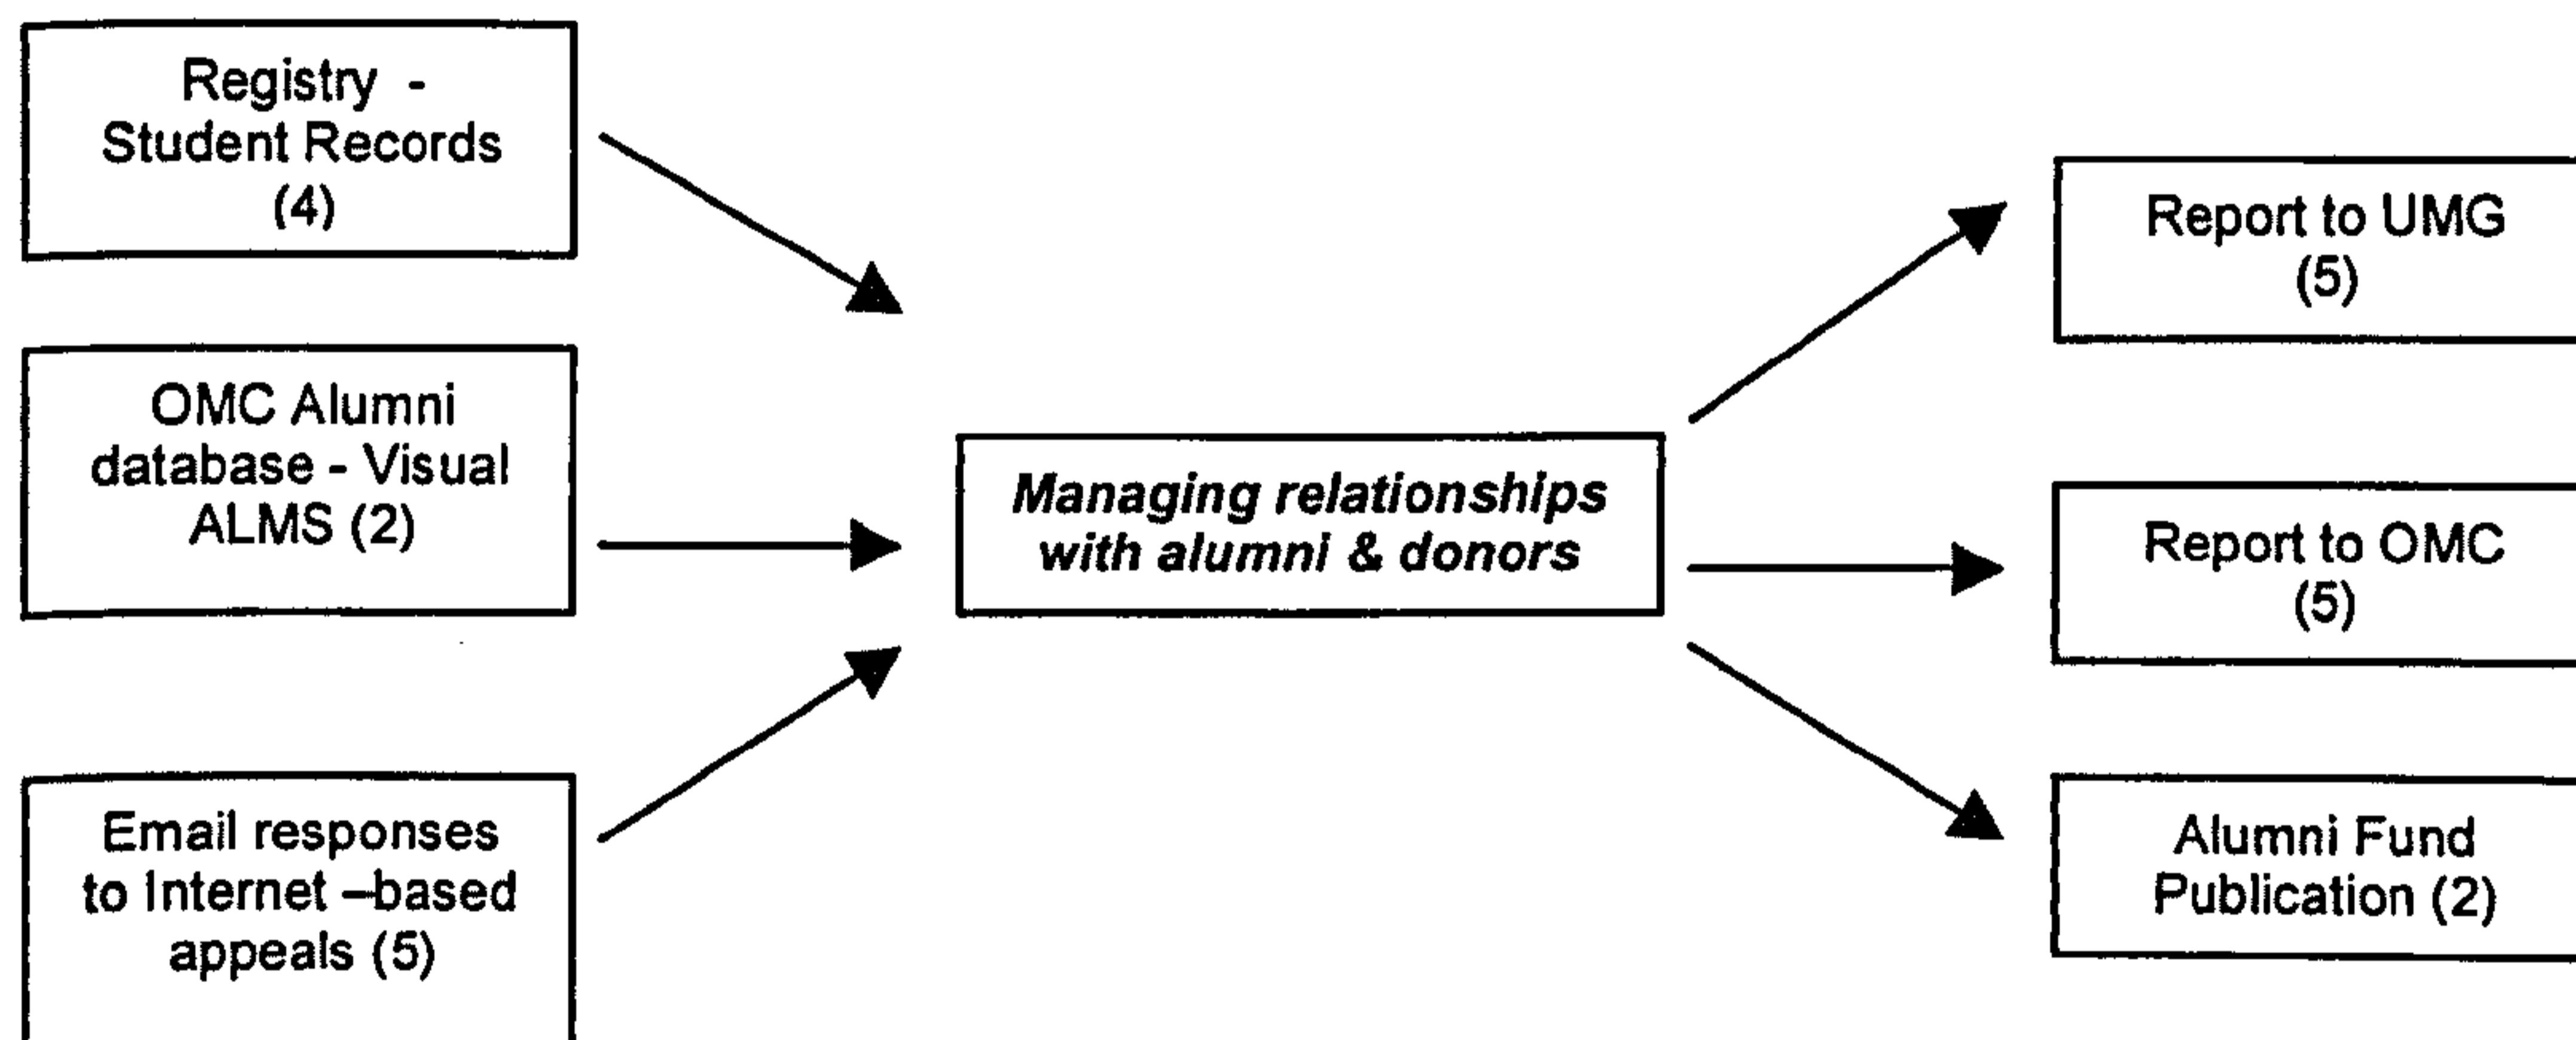 Registry -
Student Records
(4)
OMC Alumni
database - Visual
ALMS (2)
Email responses
to Internet –based
appeals (5)
Managing relationships
with alumni & donors
Report to UMG
(5)
Report to OMC
(5)
Alumni Fund
Publication (2)